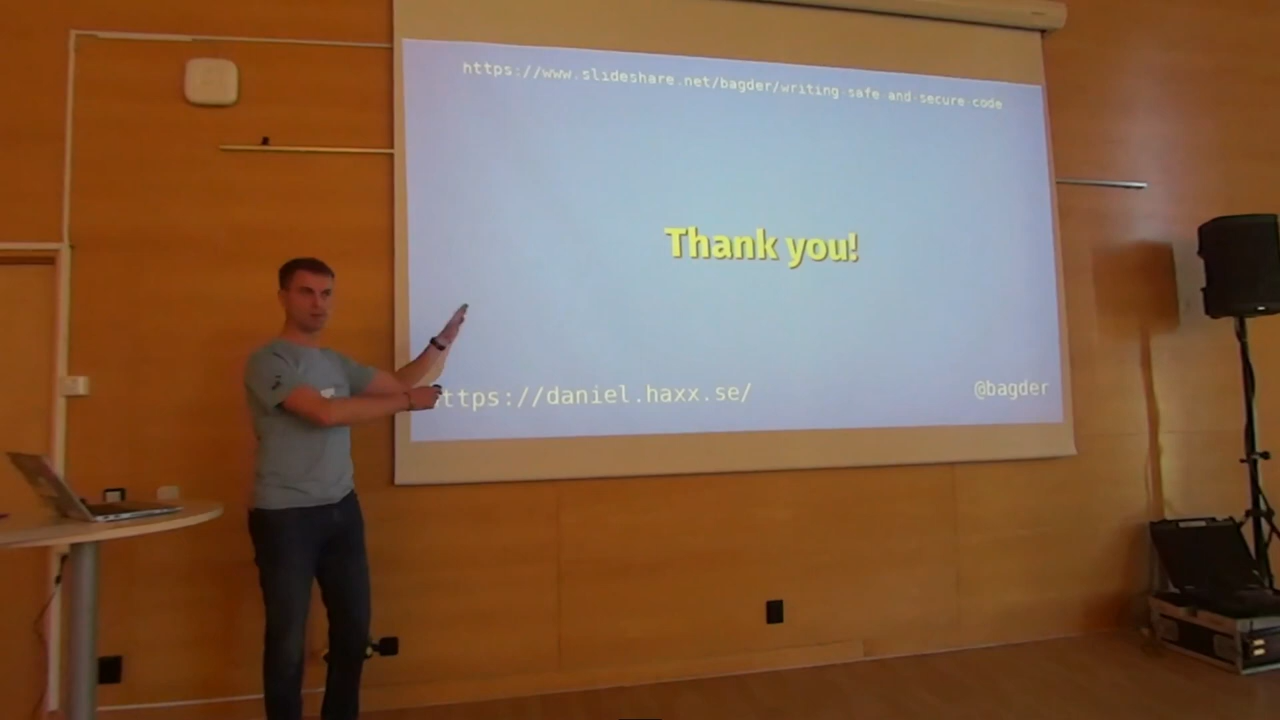 https://www.slideshare.net/bagder/writing-safe-and-secure-code
Thank you!
ttps://daniel.haxx.se/
@bagder